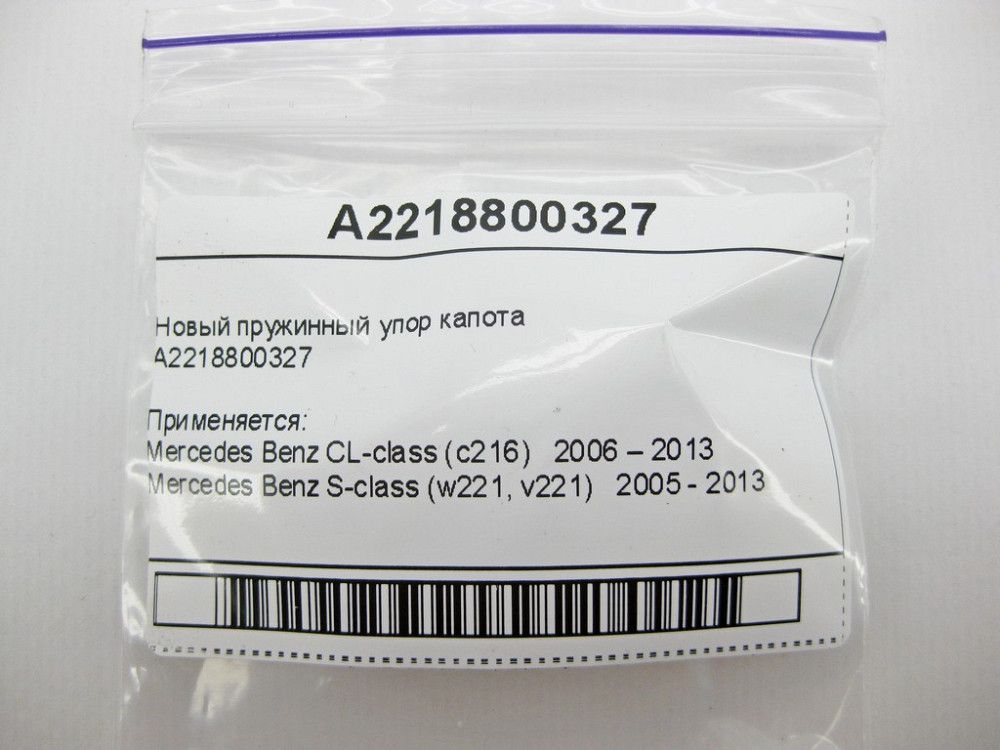 A2218800327
Новый пружинный упор капота
A2218800327
Применяется:
Mercedes Benz CL-class (c216) 2006 – 2013
Mercedes Benz S-class (w221, v221) 2005 - 2013